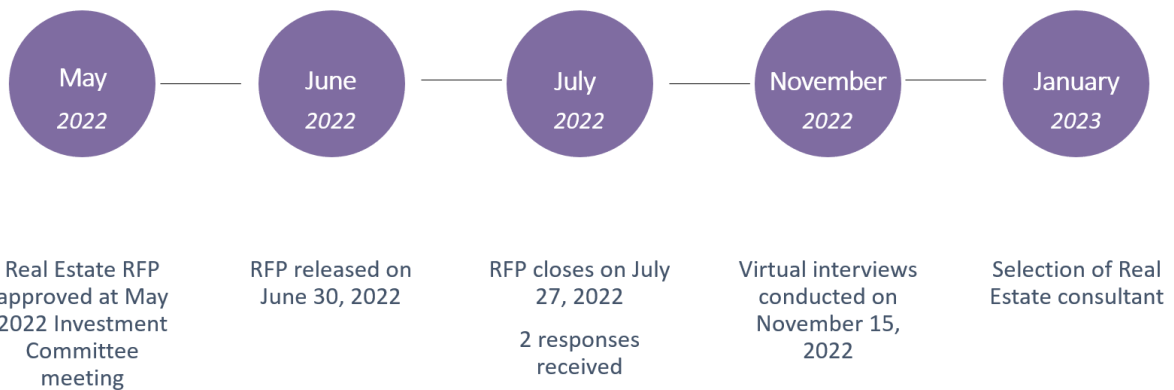 May
2022
June
2022
July
2022
November
2022
January
2023
Real Estate RFP
approved at May
2022 Investment
Committee
meeting
RFP released on
June 30, 2022
RFP closes on July
27, 2022
2 responses
received
Virtual interviews
conducted on
November 15,
2022
Selection of Real
Estate consultant